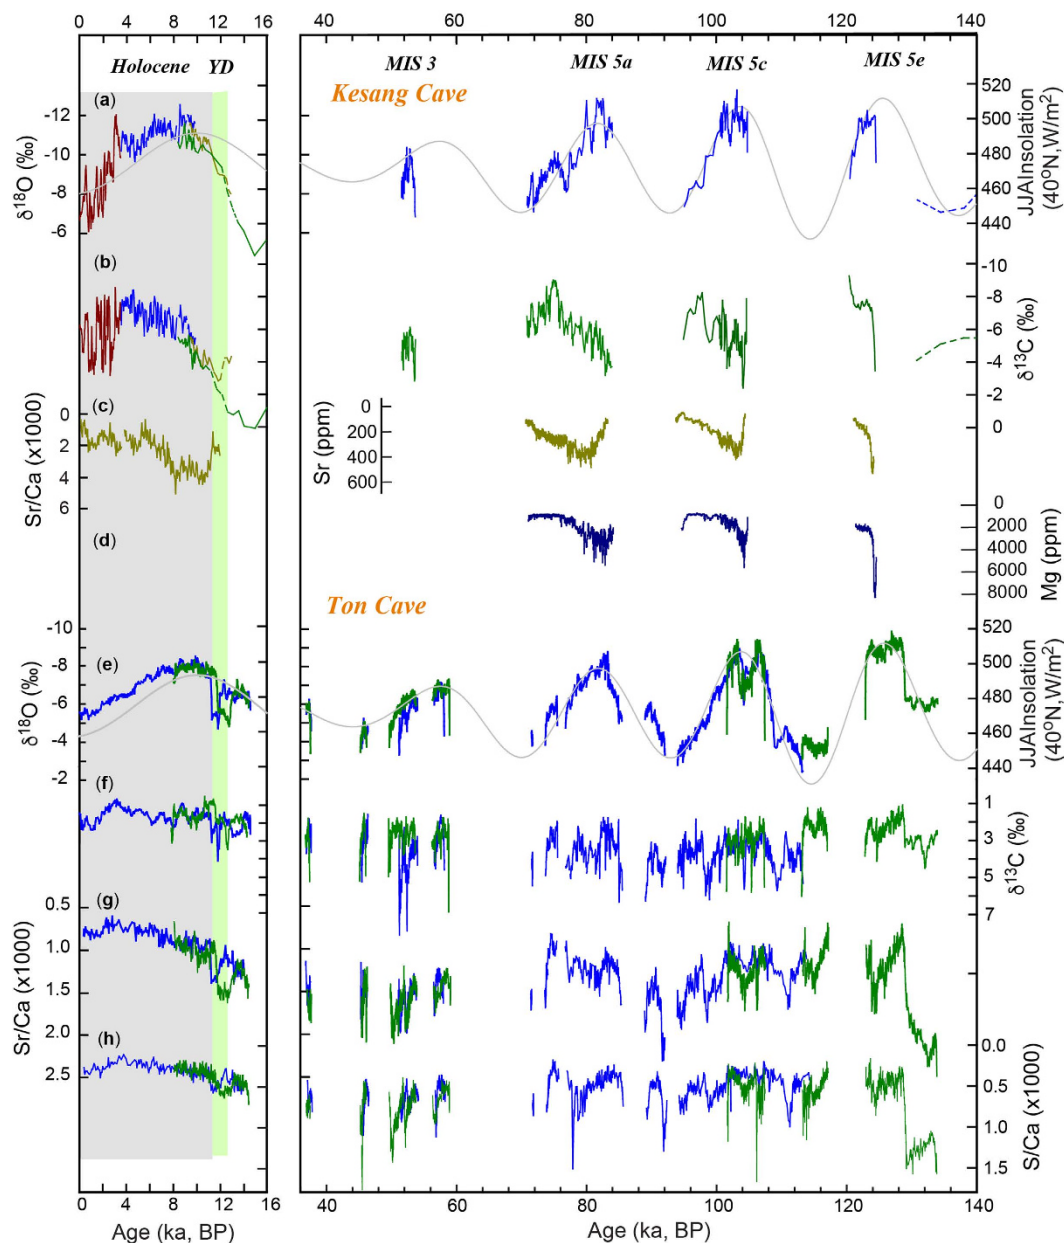 0 4 8 12 16 40 60 80 100 120 140
Holocene YD MIS 3 MIS 5a MIS 5c MIS 5e
Kesang Cave
(a)
-12
-10
-8
-6
δ18O (‰)
520
500
480
460
440
JJAInsolation
(40°N,W/m2)
(b)
-10
-8
-6
-4
-2
0
δ13C (‰)
(c)
0
2
4
6
Sr/Ca (x1000)
0
200
400
600
Sr (ppm)
(d)
0
2000
4000
6000
8000
Mg (ppm)
Ton Cave
(e)
-10
-8
-6
-4
-2
δ18O (‰)
520
500
480
460
440
JJAInsolation
(40°N,W/m2)
(f)
1
3
5
7
δ13C (‰)
(g)
0.5
1.0
1.5
2.0
2.5
Sr/Ca (x1000)
(h)
0.0
0.5
1.0
1.5
S/Ca (x1000)
0 4 8 12 16 40 60 80 100 120 140
Age (ka, BP) Age (ka, BP)